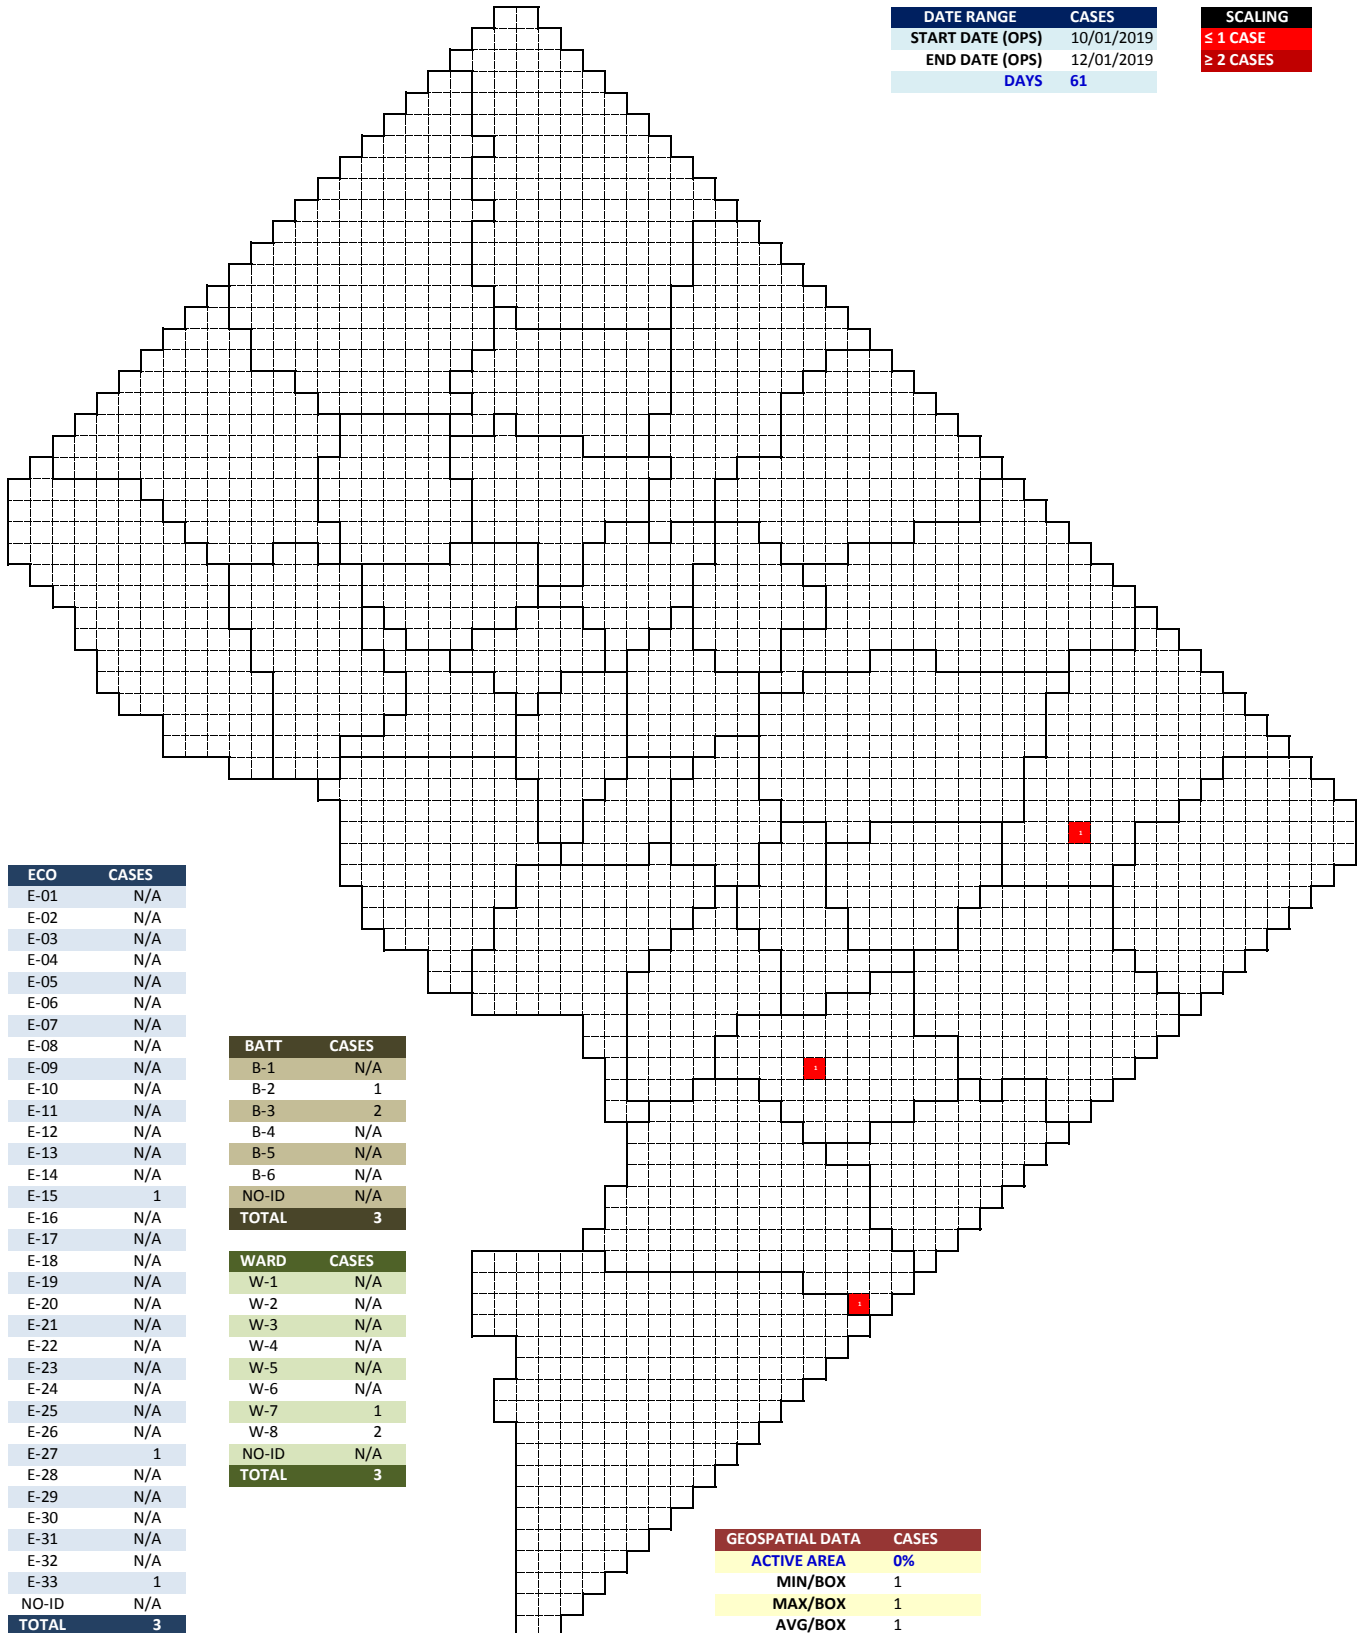 DATE RANGE CASES
START DATE (OPS) 10/01/2019
END DATE (OPS) 12/01/2019
DAYS 61
SCALING
≤ 1 CASE
≥ 2 CASES
1
1
1
ECO CASES
E-01 N/A
E-02 N/A
E-03 N/A
E-04 N/A
E-05 N/A
E-06 N/A
E-07 N/A
E-08 N/A
E-09 N/A
E-10 N/A
E-11 N/A
E-12 N/A
E-13 N/A
E-14 N/A
E-15 1
E-16 N/A
E-17 N/A
E-18 N/A
E-19 N/A
E-20 N/A
E-21 N/A
E-22 N/A
E-23 N/A
E-24 N/A
E-25 N/A
E-26 N/A
E-27 1
E-28 N/A
E-29 N/A
E-30 N/A
E-31 N/A
E-32 N/A
E-33 1
NO-ID N/A
TOTAL 3
BATT CASES
B-1 N/A
B-2 1
B-3 2
B-4 N/A
B-5 N/A
B-6 N/A
NO-ID N/A
TOTAL 3
WARD CASES
W-1 N/A
W-2 N/A
W-3 N/A
W-4 N/A
W-5 N/A
W-6 N/A
W-7 1
W-8 2
NO-ID N/A
TOTAL 3
GEOSPATIAL DATA CASES
ACTIVE AREA 0%
MIN/BOX 1
MAX/BOX 1
AVG/BOX 1